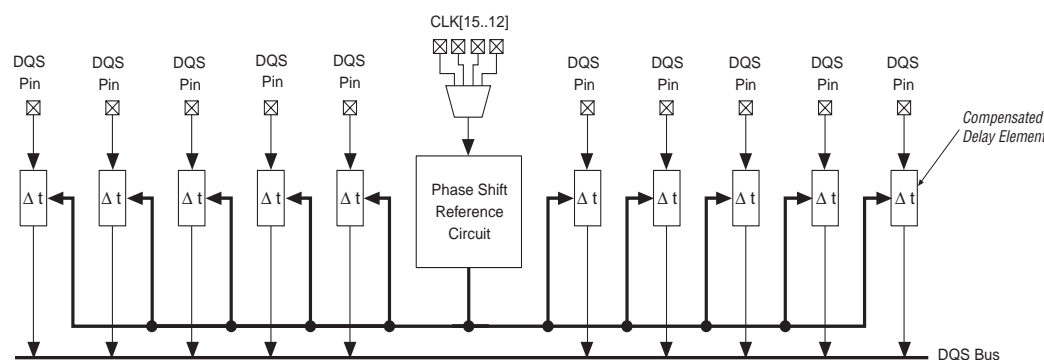 CLK[15..12]
DQS
Pin
DQS
Pin
DQS
Pin
DQS
Pin
DQS
Pin
DQS
Pin
DQS
Pin
DQS
Pin
DQS
Pin
DQS
Pin
Compensated
Delay Element
Δ t
Δ t
Δ t
Δ t
Δ t
Phase Shift
Reference
Circuit
Δ t
Δ t
Δ t
Δ t
Δ t
DQS Bus